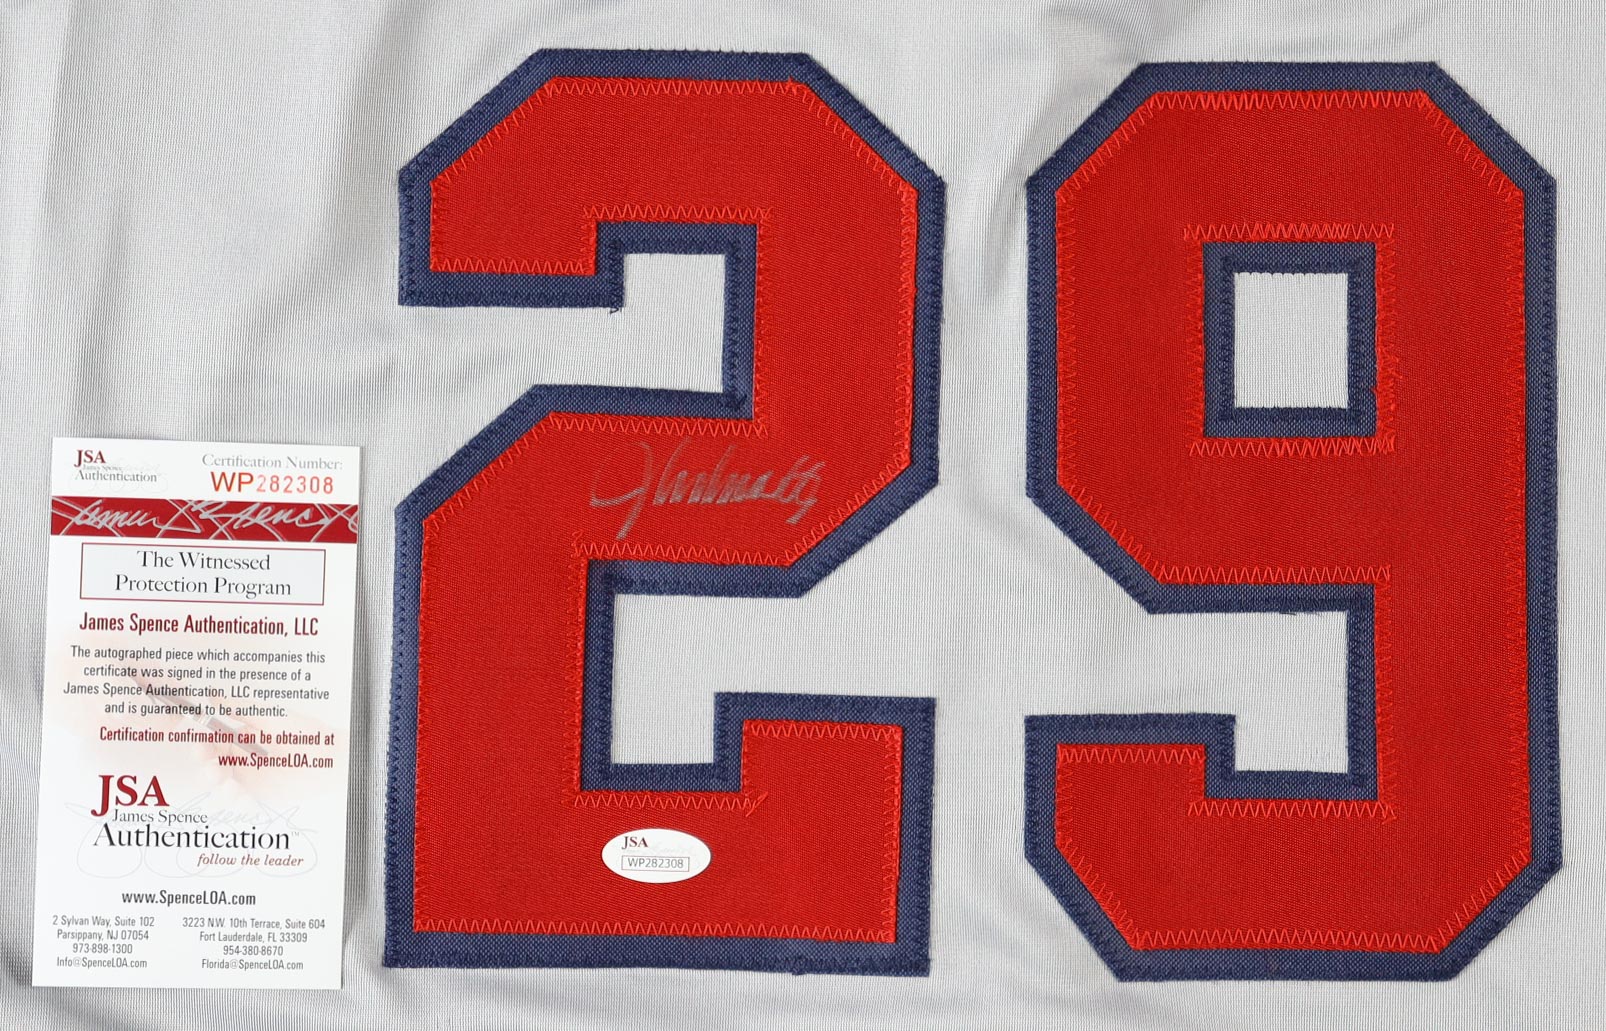 29
JSA
James Spence
Authentication™
Certification Number:
WP282308
James Spence
The Witnessed
Protection Program
James Spence Authentication, LLC
The autographed piece which accompanies this
certificate was signed in the presence of a
James Spence Authentication, LLC representative
and is guaranteed to be authentic.
Certification confirmation can be obtained at
www.SpenceLOA.com
JSA
James Spence
Authentication™
follow the leader
www.SpenceLOA.com
2 Sylvan Way, Suite 102
Parsippany, NJ 07054
973-898-1300
Info@SpenceLOA.com
3223 N.W. 10th Terrace, Suite 604
Fort Lauderdale, FL 33309
954-380-8670
Florida@SpenceLOA.com
JSA
WP282308